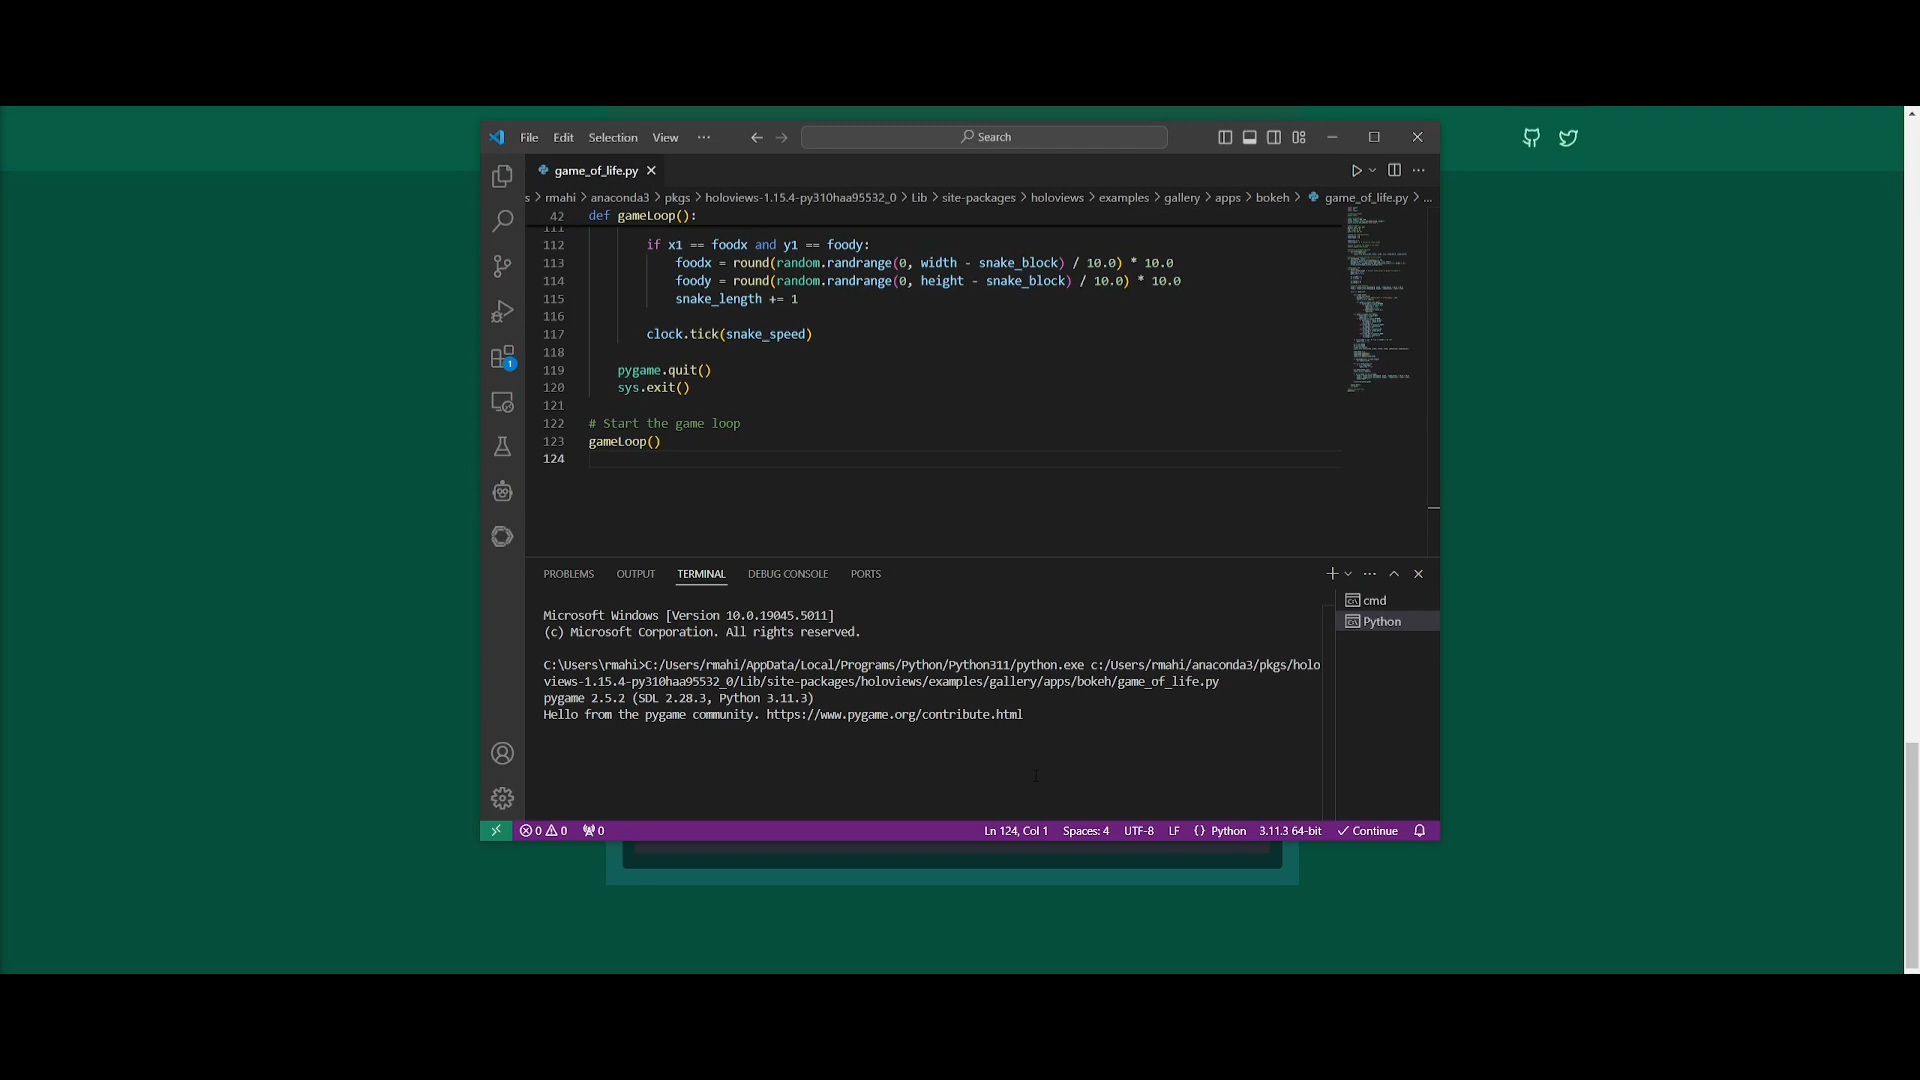 File Edit Selection View ··· Search
game_of_life.py
s > rmahi > anaconda3 > pkgs > holoviews-1.15.4-py310haa95532_0 > Lib > site-packages > holoviews > examples > gallery > apps > bokeh > game_of_life.py > ...
42 def gameLoop():
111
112 if x1 == foodx and y1 == foody:
113 foodx = round(random.randrange(0, width - snake_block) / 10.0) * 10.0
114 foody = round(random.randrange(0, height - snake_block) / 10.0) * 10.0
115 snake_length += 1
116
117 clock.tick(snake_speed)
118
119 pygame.quit()
120 sys.exit()
121
122 # Start the game loop
123 gameLoop()
124
1
PROBLEMS OUTPUT TERMINAL DEBUG CONSOLE PORTS
cmd
Python
Microsoft Windows [Version 10.0.19045.5011]
(c) Microsoft Corporation. All rights reserved.
C:\Users\rmahi>C:/Users/rmahi/AppData/Local/Programs/Python/Python311/python.exe c:/Users/rmahi/anaconda3/pkgs/holo
views-1.15.4-py310haa95532_0/Lib/site-packages/holoviews/examples/gallery/apps/bokeh/game_of_life.py
pygame 2.5.2 (SDL 2.28.3, Python 3.11.3)
Hello from the pygame community. https://www.pygame.org/contribute.html
0 0 0 Ln 124, Col 1 Spaces: 4 UTF-8 LF {} Python 3.11.3 64-bit ✓ Continue